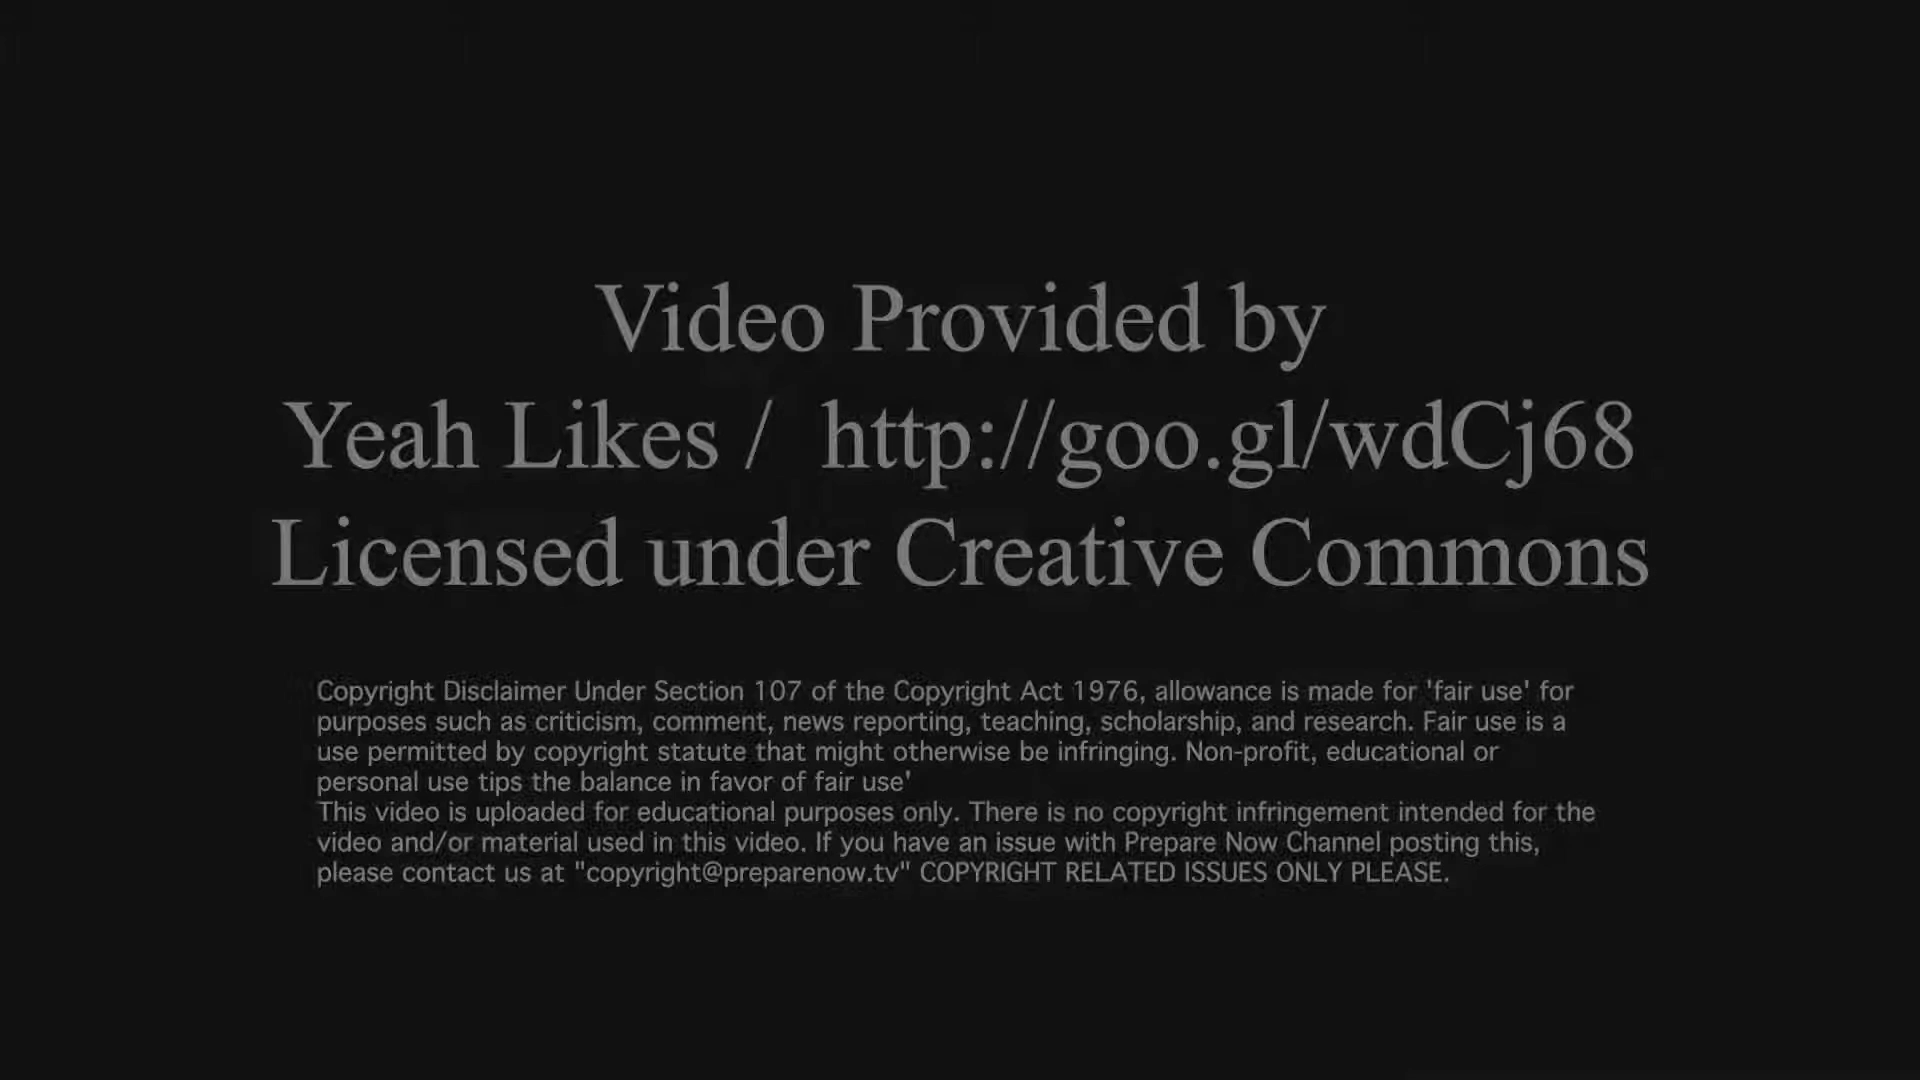 Video Provided by
Yeah Likes /  http://goo.gl/wdCj68
Licensed under Creative Commons
Copyright Disclaimer Under Section 107 of the Copyright Act 1976, allowance is made for 'fair use' for
purposes such as criticism, comment, news reporting, teaching, scholarship, and research. Fair use is a
use permitted by copyright statute that might otherwise be infringing. Non-profit, educational or
personal use tips the balance in favor of fair use'
This video is uploaded for educational purposes only. There is no copyright infringement intended for the
video and/or material used in this video. If you have an issue with Prepare Now Channel posting this,
please contact us at "copyright@preparenow.tv" COPYRIGHT RELATED ISSUES ONLY PLEASE.